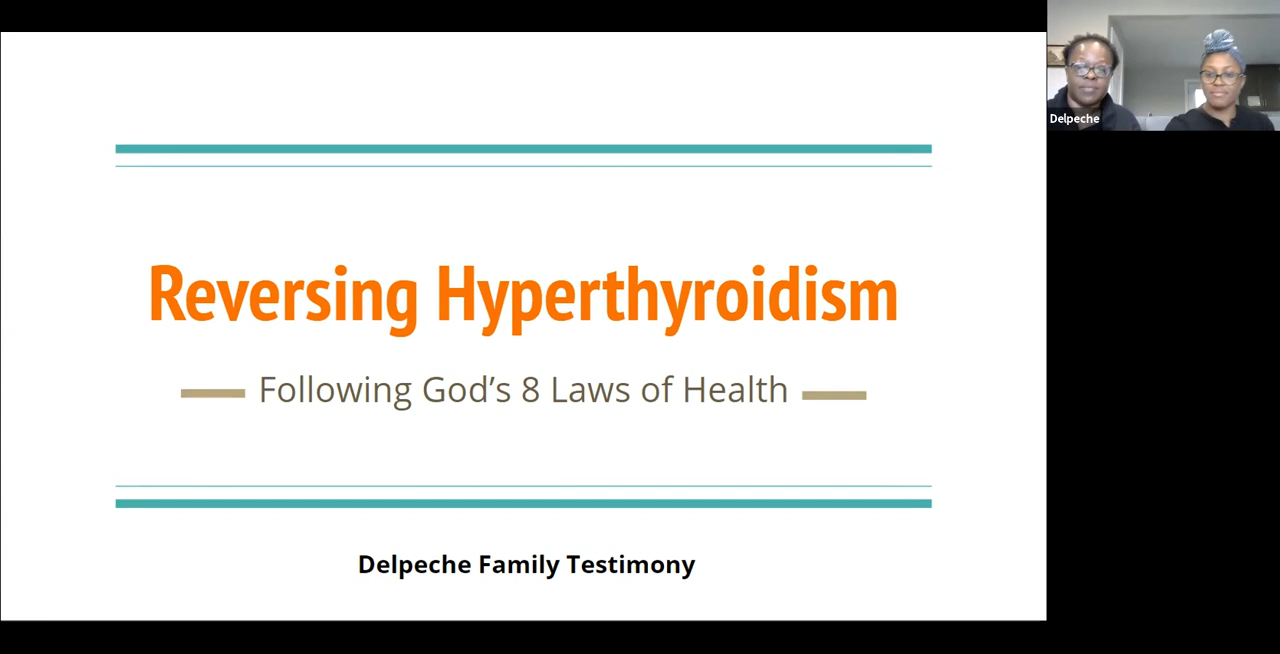 Reversing Hyperthyroidism
Following God’s 8 Laws of Health
Delpeche Family Testimony
Delpeche